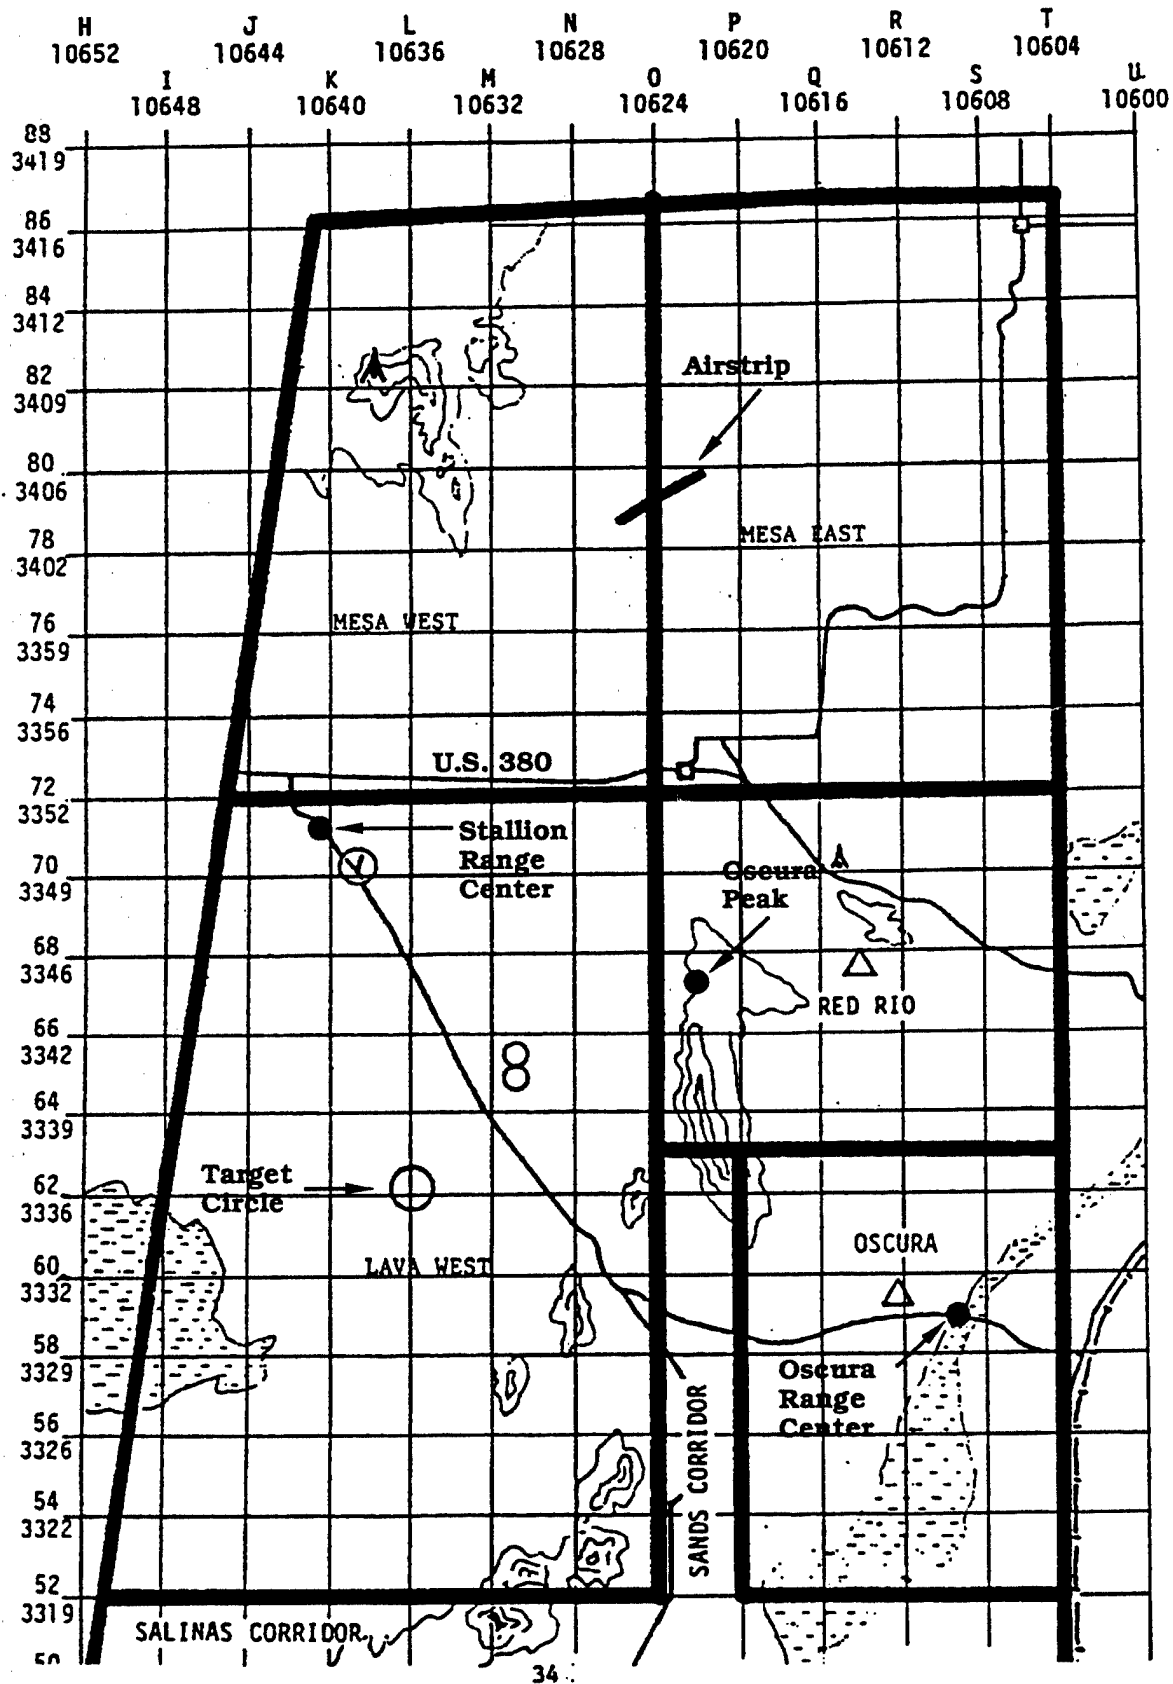 H J L N P R T
10652 10644 10636 10628 10620 10612 10604
I K M O Q S U
10648 10640 10632 10624 10616 10608 10600
88
3419
86
3416
84
3412
Airstrip
82
3409
80
3406
MESA EAST
78
3402
MESA WEST
76
3359
74
3356
U.S. 380
72
3352
Stallion
Range
Center
Oscura
Peak
70
3349
68
3346
RED RIO
66
3342
64
3339
Target
Circle
62
3336
OSCURA
LAVA WEST
60
3332
58
3329
Oscura
Range
Center
SANDS CORRIDOR
56
3326
54
3322
52
3319
SALINAS CORRIDOR
50
34